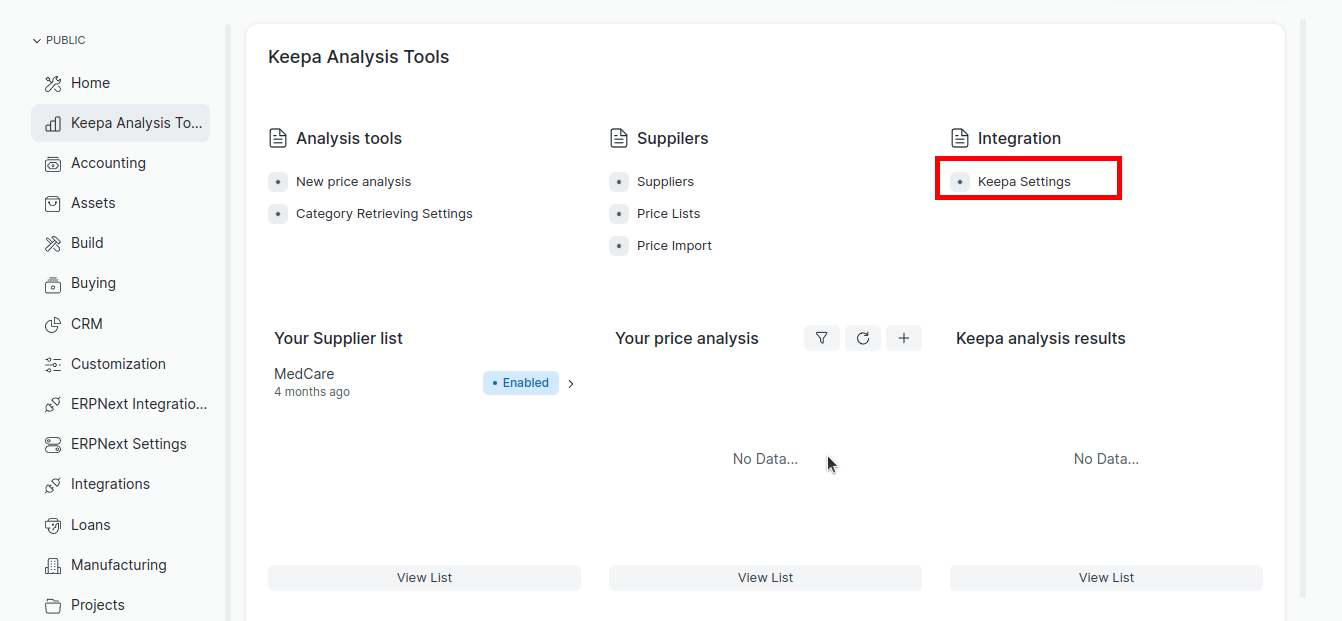 PUBLIC
Home
Keepa Analysis To...
Accounting
Assets
Build
Buying
CRM
Customization
ERPNext Integratio...
ERPNext Settings
Integrations
Loans
Manufacturing
Projects
Keepa Analysis Tools
Analysis tools
New price analysis
Category Retrieving Settings
Suppilers
Suppliers
Price Lists
Price Import
Integration
Keepa Settings
Your Supplier list
MedCare
4 months ago
Enabled
View List
Your price analysis
No Data...
View List
Keepa analysis results
No Data...
View List